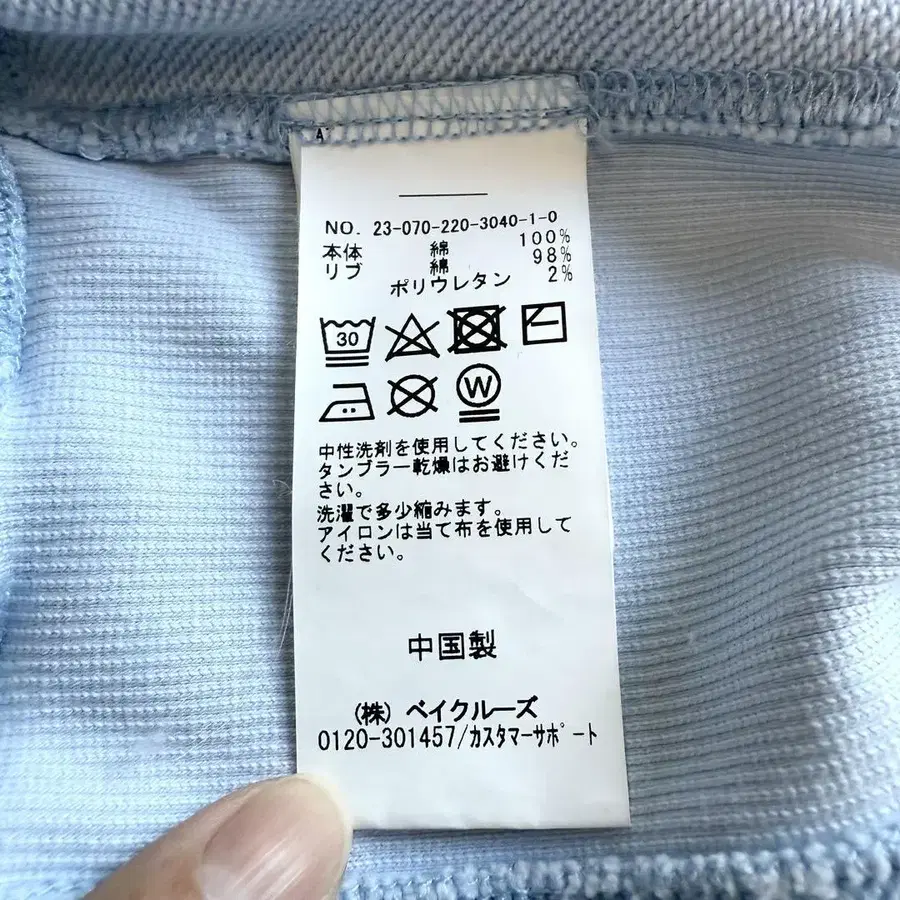 NO. 23-070-220-3040-1-0
本体 綿 100%
リブ 綿 98%
ポリウレタン 2%
30
W
中性洗剤を使用してください。
タンブラー乾燥はお避けくだ
さい。
洗濯で多少縮みます。
アイロンは当て布を使用して
ください。
中国製
(株) ベイクルーズ
0120-301457/カスタマーサポート